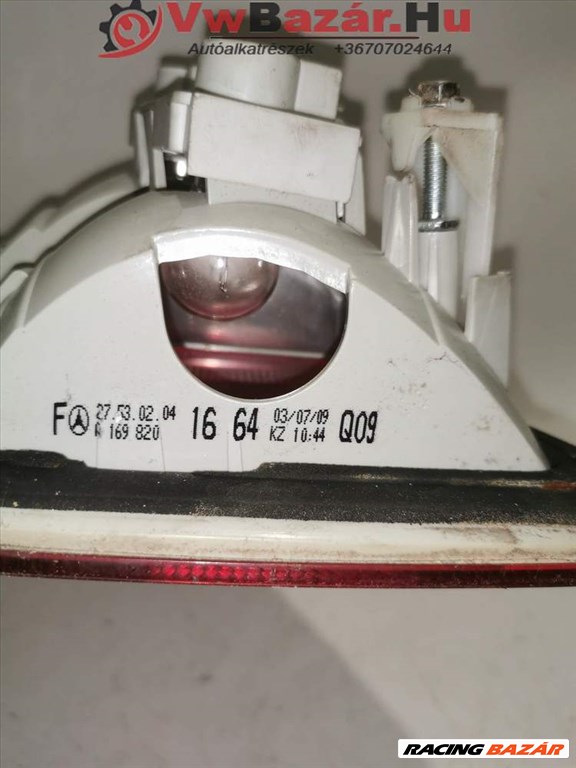 VwBazár.Hu
Autóalkatrészek +36707024644
F 27.53.02.04 03/07/09
A 169 820 16 64 KZ 10:44 Q09
RACING BAZÁR